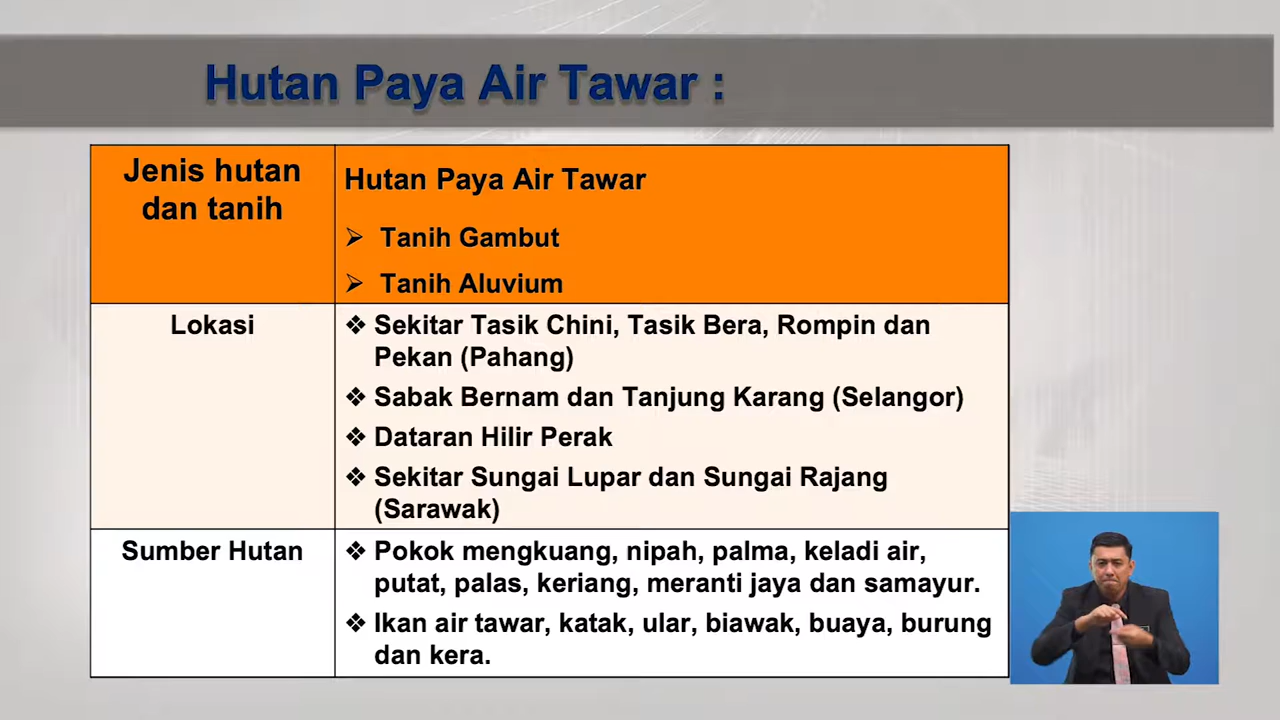 Hutan Paya Air Tawar :
Jenis hutan
dan tanih
Hutan Paya Air Tawar
Tanih Gambut
Tanih Aluvium
Lokasi
Sekitar Tasik Chini, Tasik Bera, Rompin dan
Pekan (Pahang)
Sabak Bernam dan Tanjung Karang (Selangor)
Dataran Hilir Perak
Sekitar Sungai Lupar dan Sungai Rajang
(Sarawak)
Sumber Hutan
Pokok mengkuang, nipah, palma, keladi air,
putat, palas, keriang, meranti jaya dan samayur.
Ikan air tawar, katak, ular, biawak, buaya, burung
dan kera.